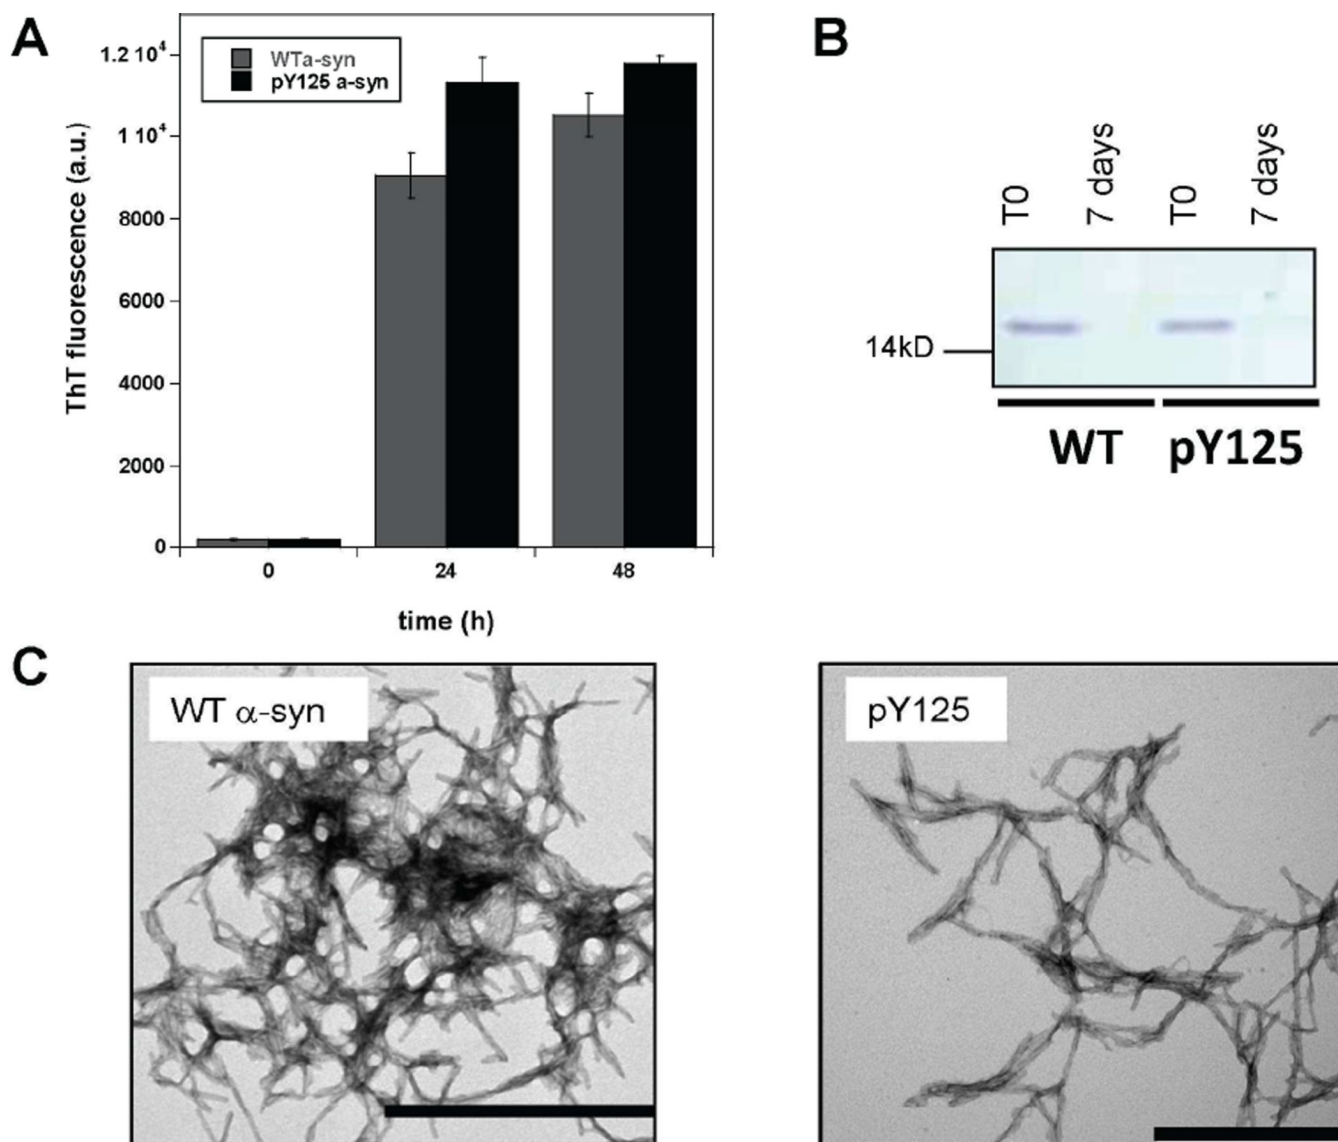 A
1.2 10⁴
1 10⁴
8000
6000
4000
2000
0
ThT fluorescence (a.u.)
WTa-syn
pY125 a-syn
0 24 48
time (h)
B
T0 7 days T0 7 days
14kD
WT pY125
C
WT α-syn
pY125